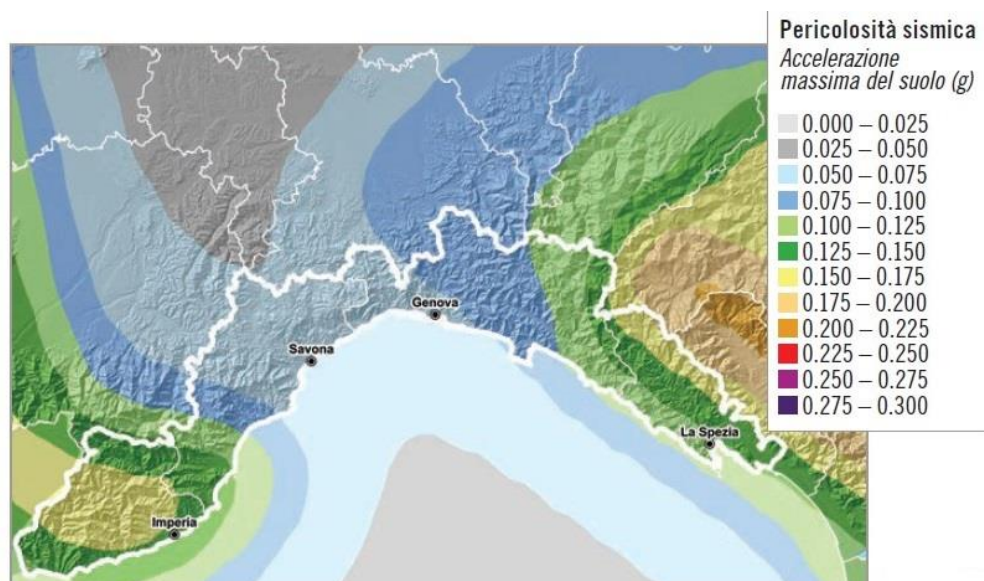 Pericolosità sismica
Accelerazione
massima del suolo (g)
0.000 – 0.025
0.025 – 0.050
0.050 – 0.075
0.075 – 0.100
0.100 – 0.125
0.125 – 0.150
0.150 – 0.175
0.175 – 0.200
0.200 – 0.225
0.225 – 0.250
0.250 – 0.275
0.275 – 0.300
Genova
Savona
La Spezia
Imperia